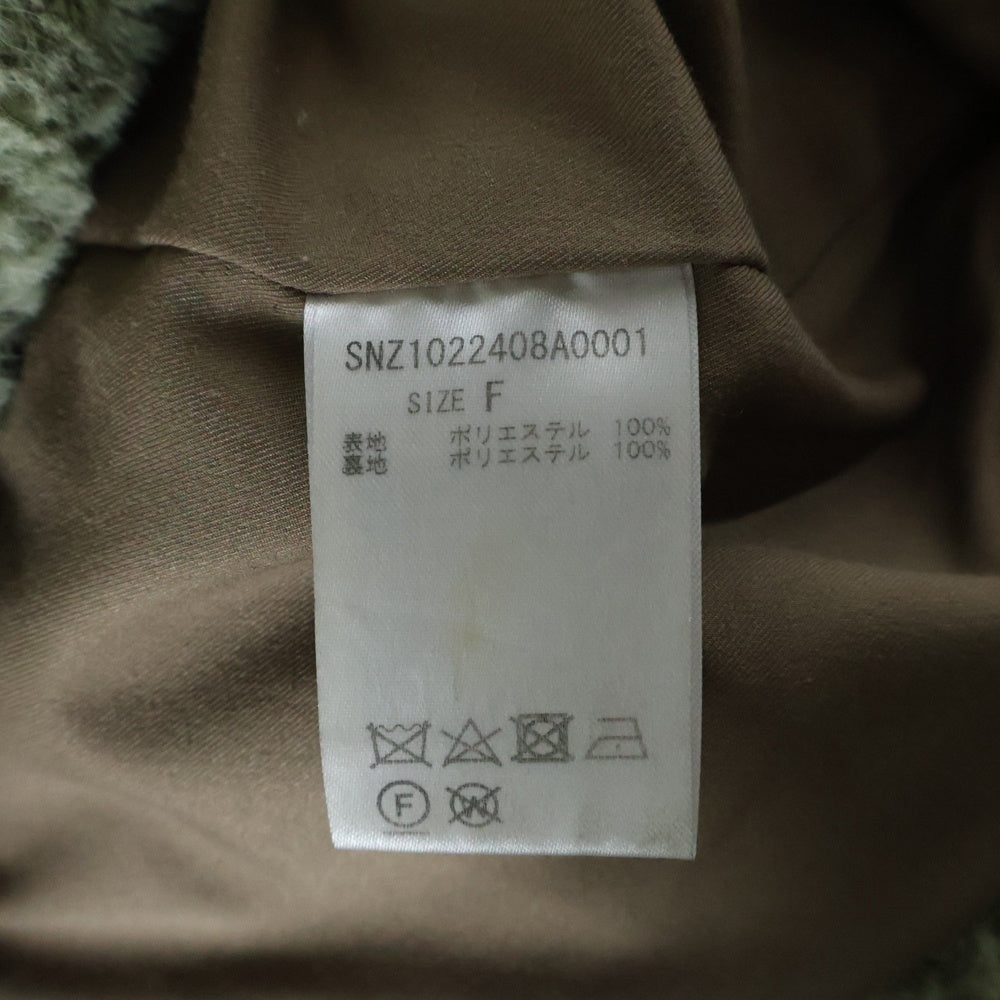 SNZ1022408A0001
SIZE F
表地 ポリエステル 100%
裏地 ポリエステル 100%
F W